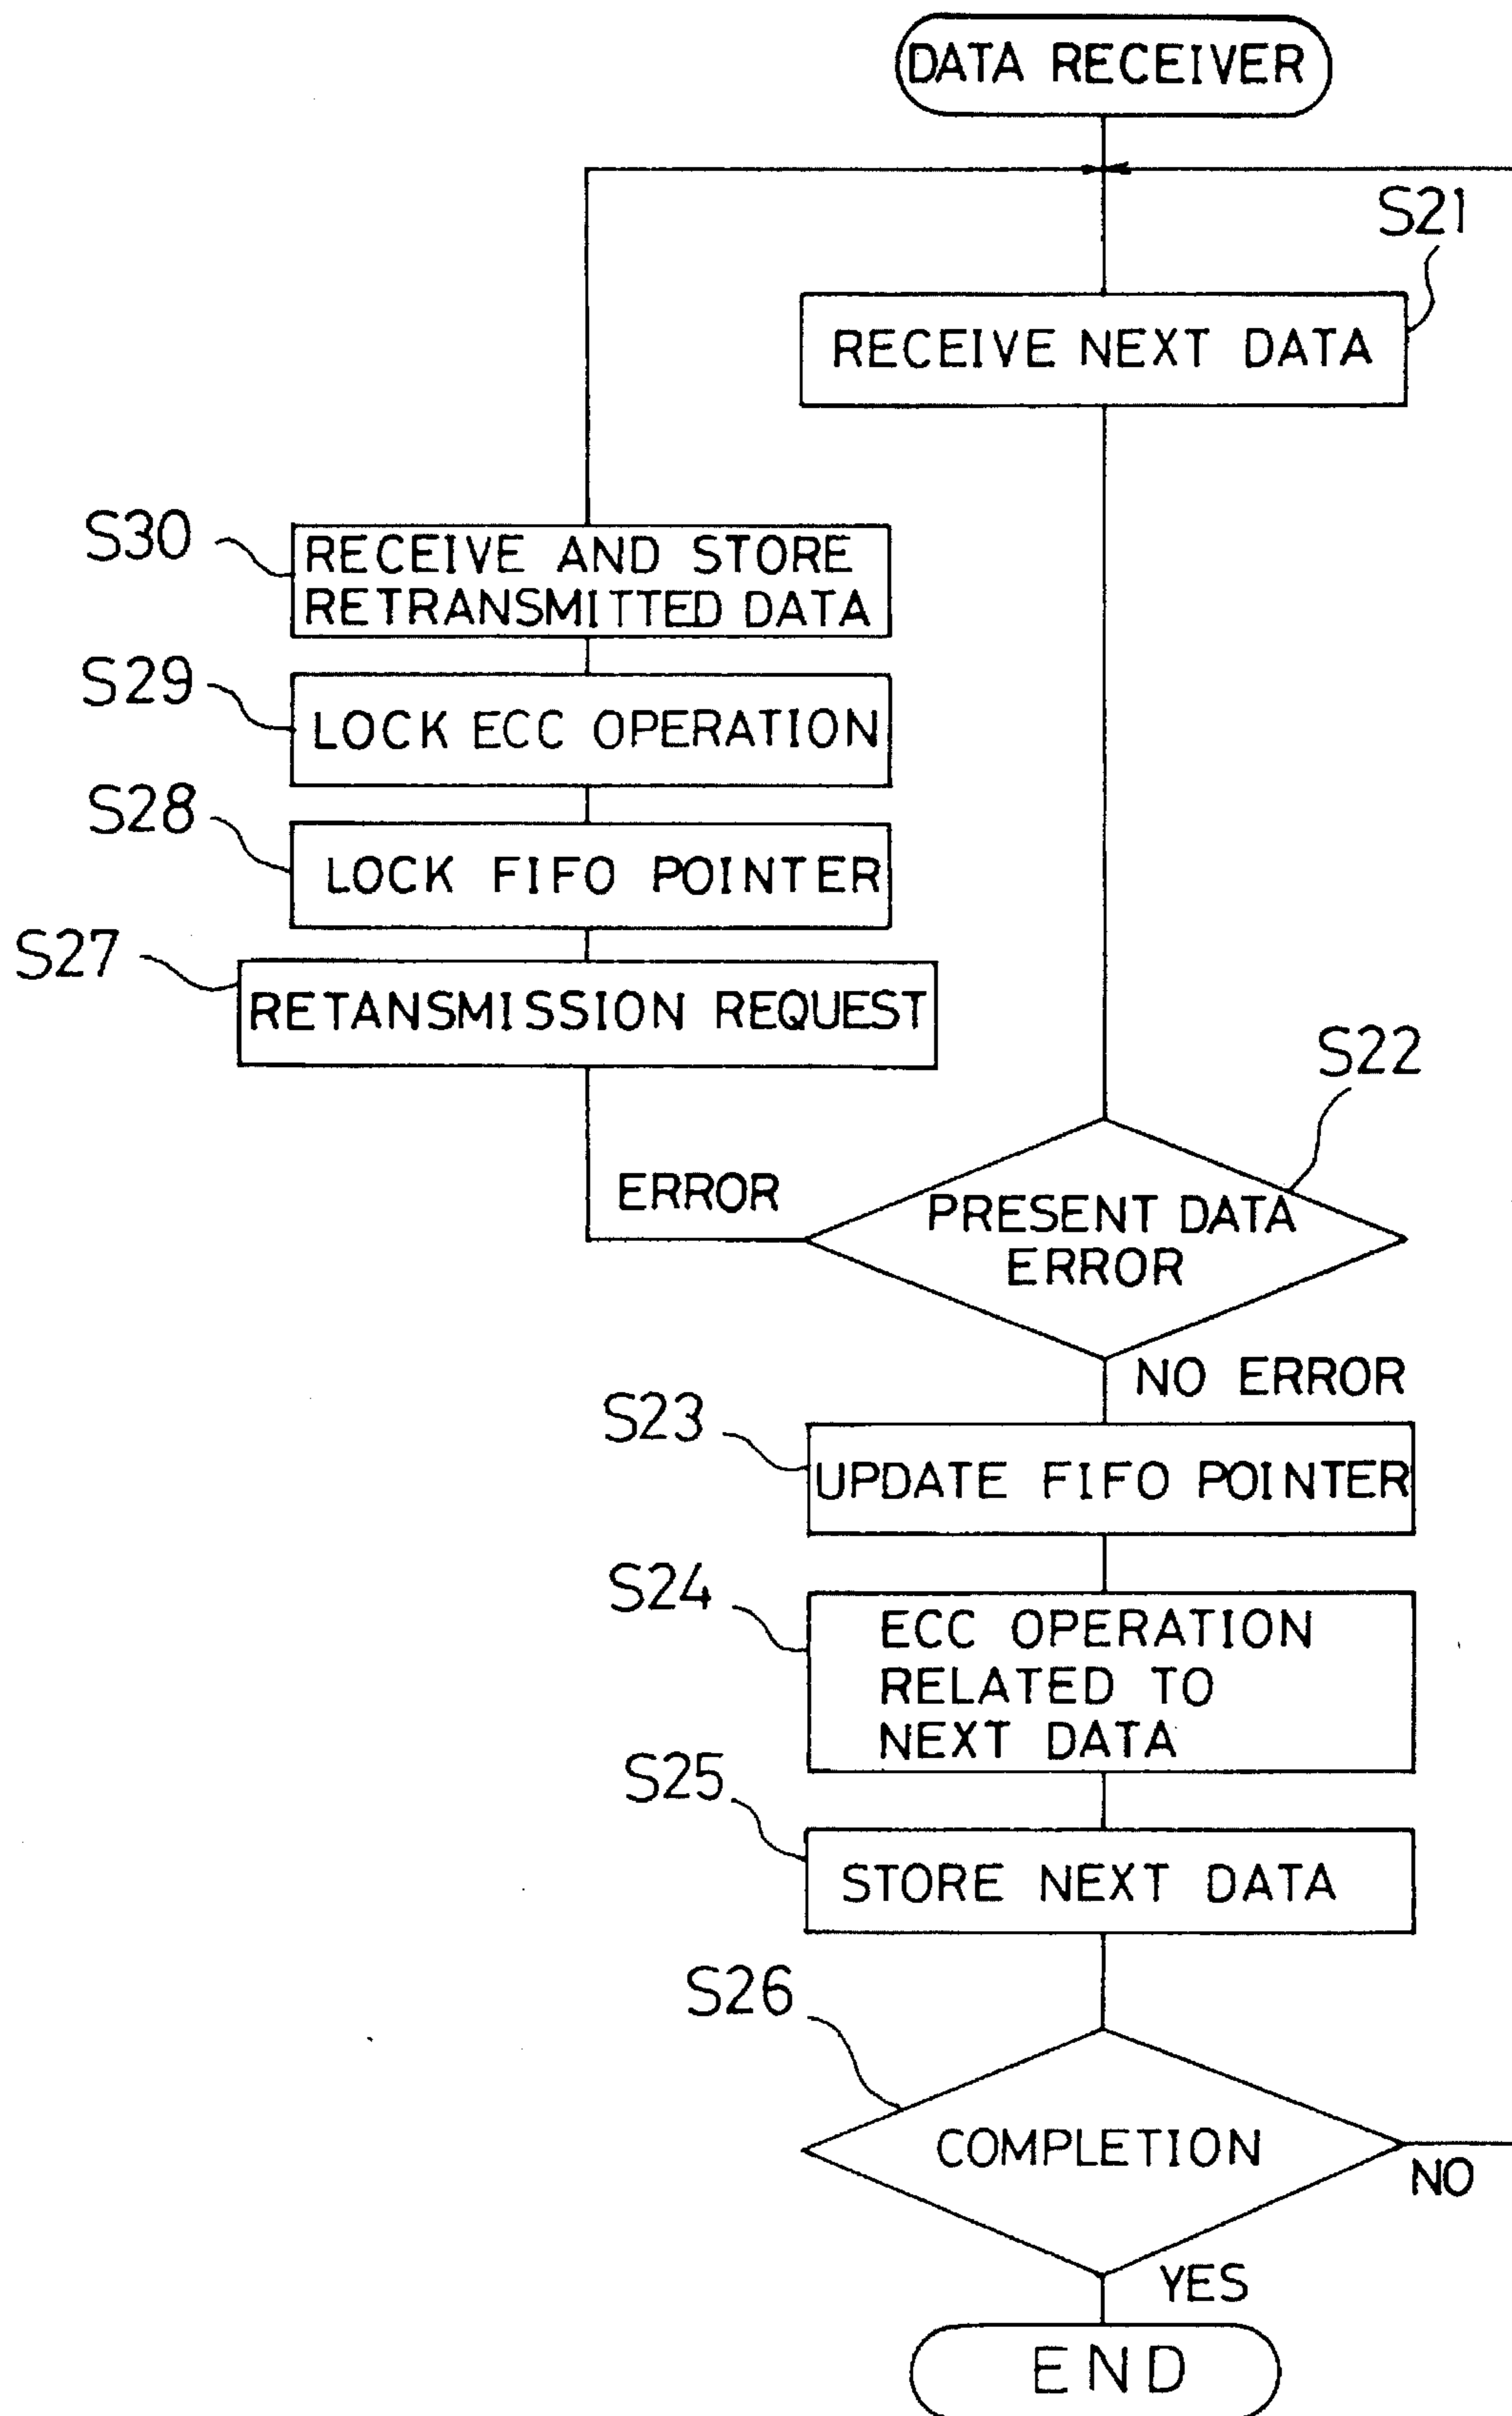 DATA RECEIVER
S21
RECEIVE NEXT DATA
S30
RECEIVE AND STORE
RETRANSMITTED DATA
S29
LOCK ECC OPERATION
S28
LOCK FIFO POINTER
S27
RETANSMISSION REQUEST
S22
ERROR
PRESENT DATA
ERROR
NO ERROR
S23
UPDATE FIFO POINTER
S24
ECC OPERATION
RELATED TO
NEXT DATA
S25
STORE NEXT DATA
S26
COMPLETION
NO
YES
END